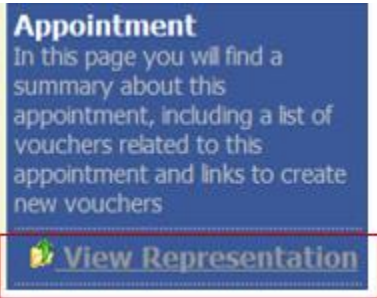 Appointment
In this page you will find a
summary about this
appointment, including a list of
vouchers related to this
appointment and links to create
new vouchers
View Representation